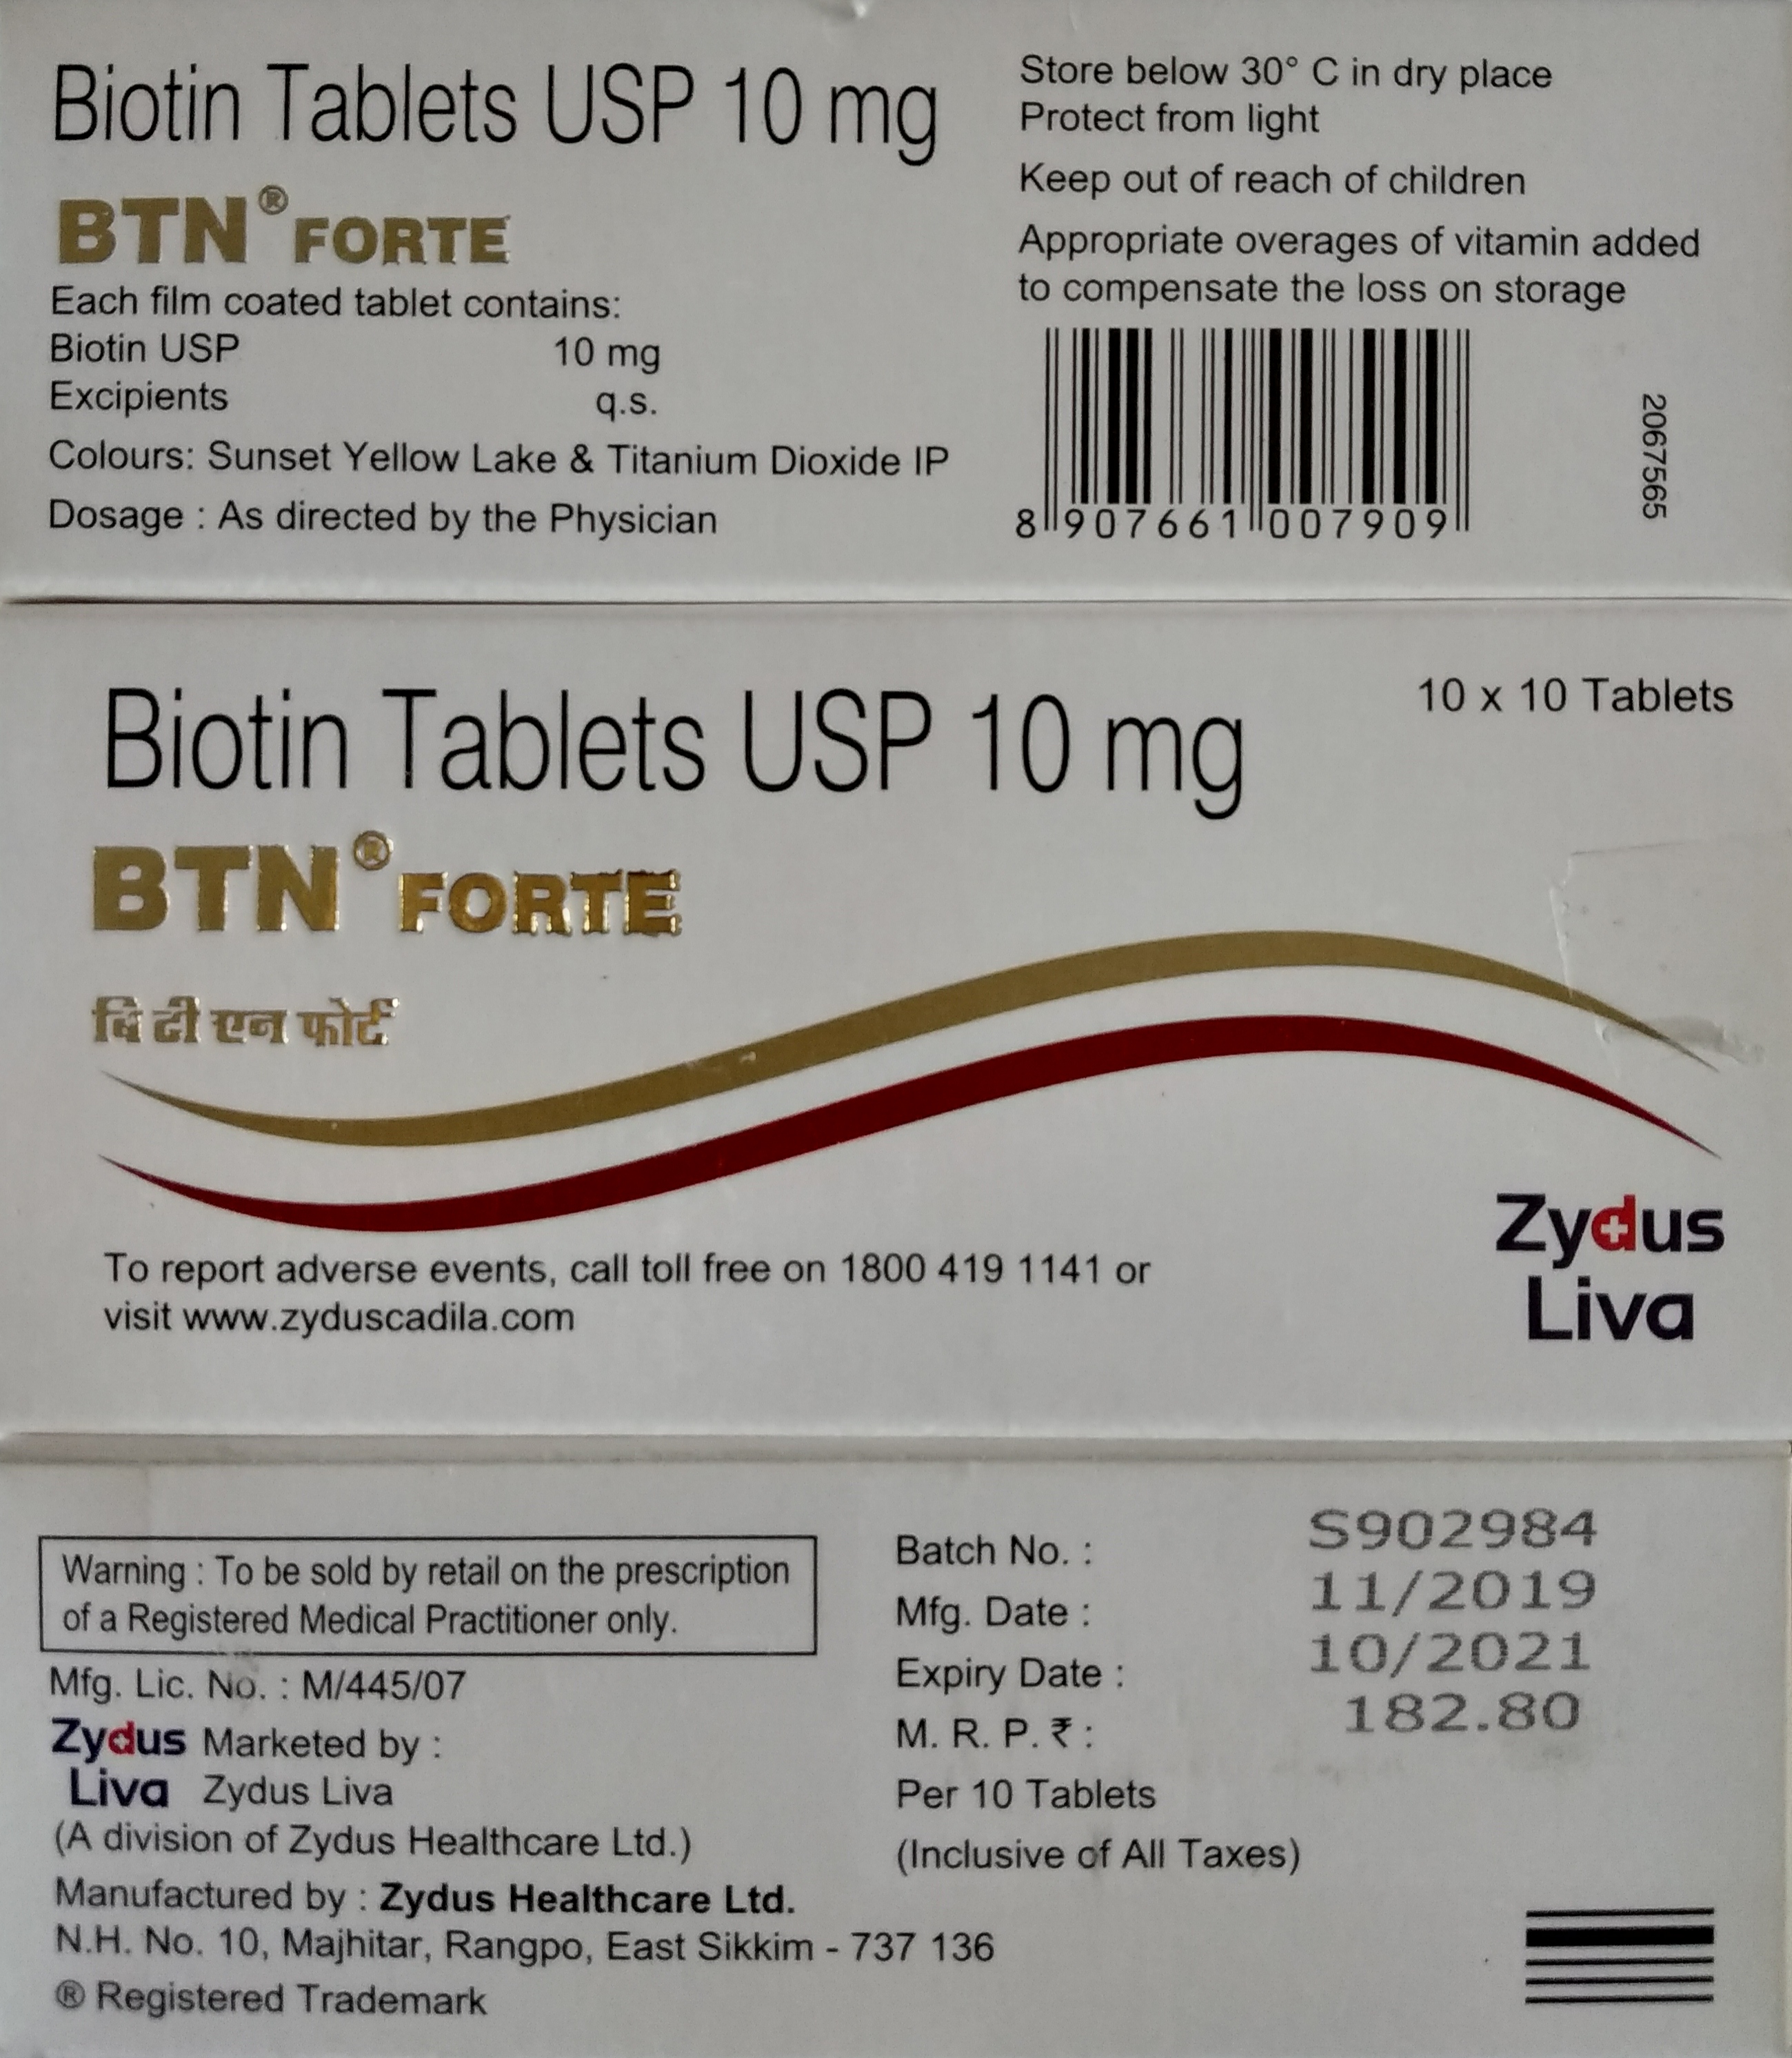 Biotin Tablets USP 10 mg
BTN® FORTE
Each film coated tablet contains:
Biotin USP 10 mg
Excipients q.s.
Colours: Sunset Yellow Lake & Titanium Dioxide IP
Dosage : As directed by the Physician
Store below 30° C in dry place
Protect from light
Keep out of reach of children
Appropriate overages of vitamin added
to compensate the loss on storage
8 907661 007909
2067565
Biotin Tablets USP 10 mg
10 x 10 Tablets
BTN® FORTE
बि टी एन फोर्ट
To report adverse events, call toll free on 1800 419 1141 or
visit www.zyduscadila.com
Zydus
Liva
Warning : To be sold by retail on the prescription
of a Registered Medical Practitioner only.
Mfg. Lic. No. : M/445/07
Zydus Marketed by :
Liva Zydus Liva
(A division of Zydus Healthcare Ltd.)
Manufactured by : Zydus Healthcare Ltd.
N.H. No. 10, Majhitar, Rangpo, East Sikkim - 737 136
® Registered Trademark
Batch No. : S902984
Mfg. Date : 11/2019
Expiry Date : 10/2021
M. R. P. ₹ : 182.80
Per 10 Tablets
(Inclusive of All Taxes)